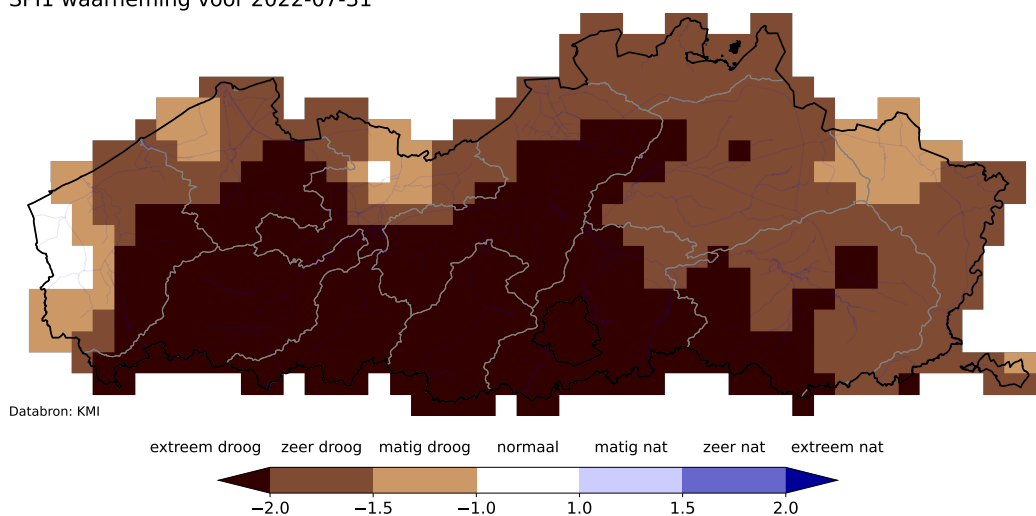 SPI1 waarneming voor 2022-07-31
Databron: KMI
extreem droog zeer droog matig droog normaal matig nat zeer nat extreem nat
−2.0 −1.5 −1.0 1.0 1.5 2.0